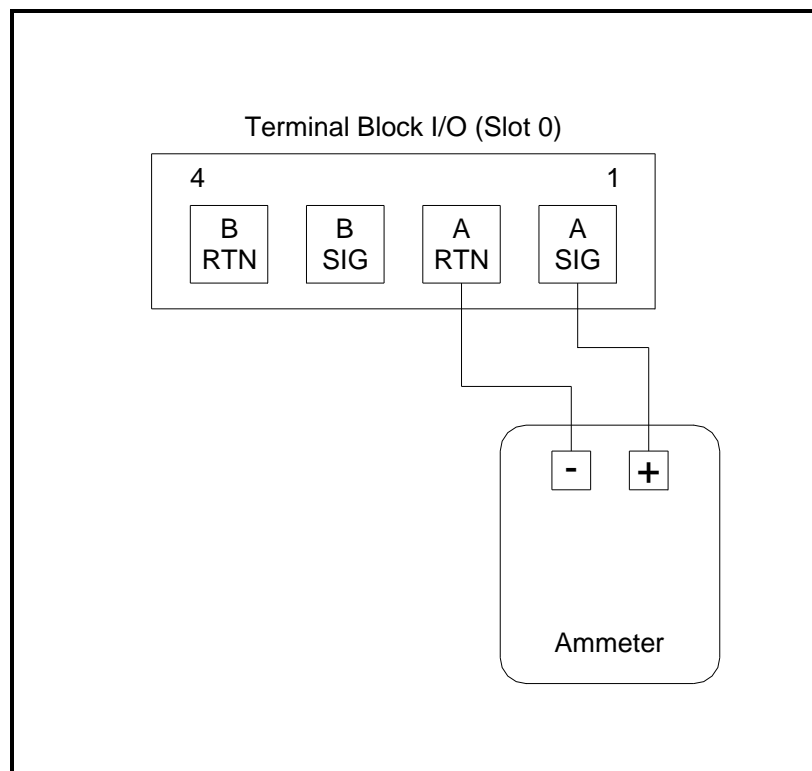 Terminal Block I/O (Slot 0)
4 1
B B A A
RTN SIG RTN SIG
- +
Ammeter